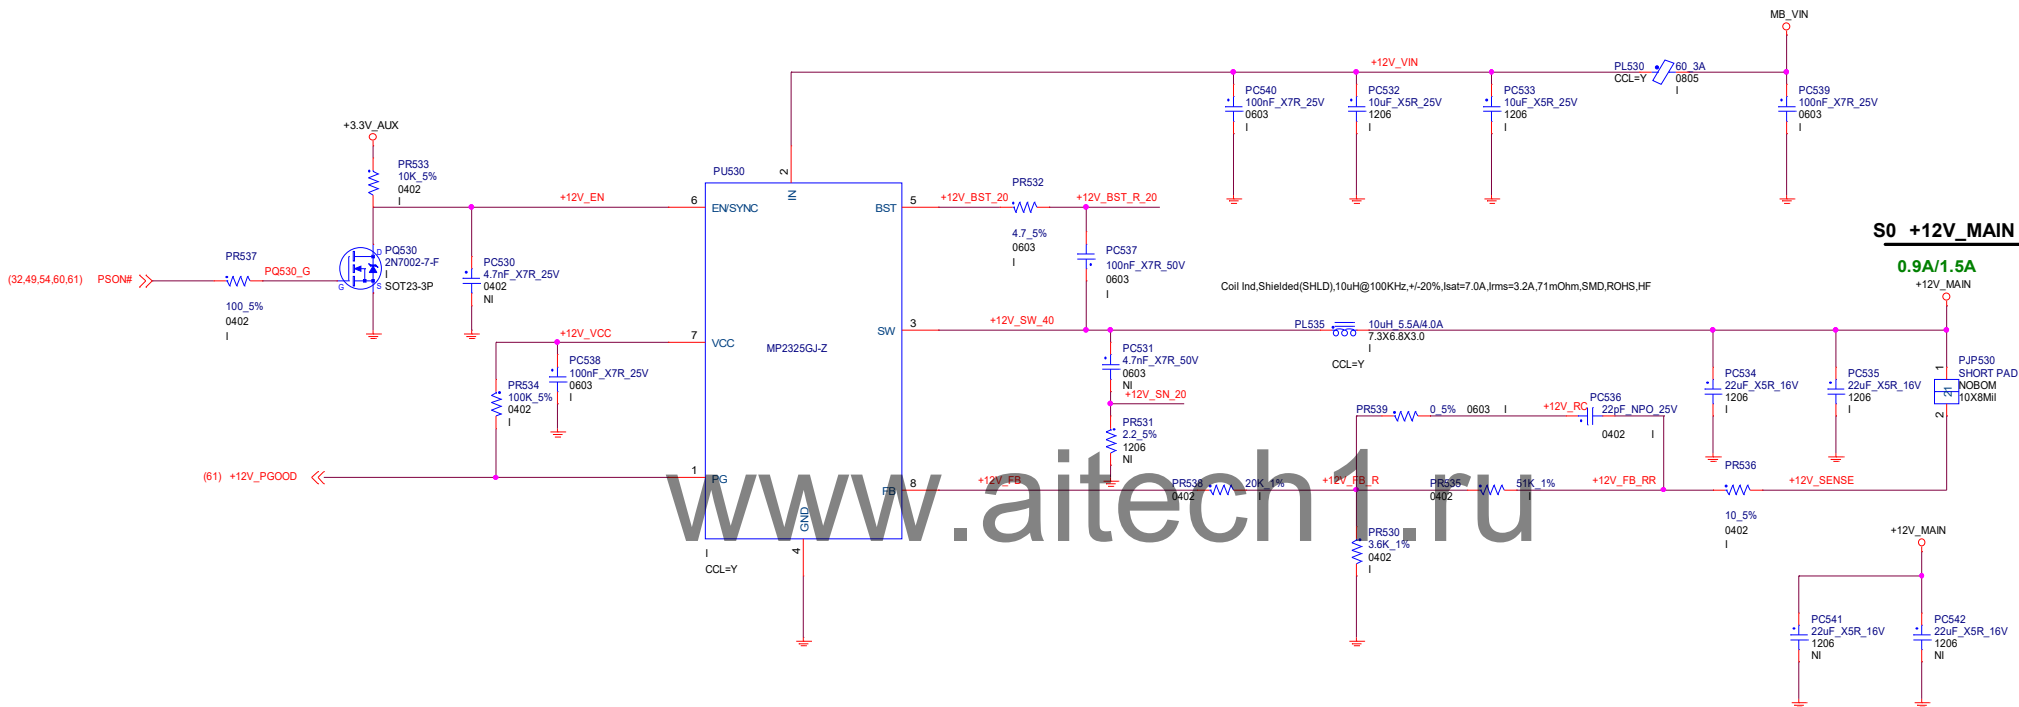 MB_VIN
+12V_VIN
PL530
CCL=Y
60_3A
0805
I
PC540
100nF_X7R_25V
0603
I
PC532
10uF_X5R_25V
1206
I
PC533
10uF_X5R_25V
1206
I
PC539
100nF_X7R_25V
0603
I
+3.3V_AUX
PR533
10K_5%
0402
I
+12V_EN
PU530
2
IN
6
EN/SYNC
BST
5
+12V_BST_20
PR532
4.7_5%
0603
I
+12V_BST_R_20
PC537
100nF_X7R_50V
0603
I
S0 +12V_MAIN
0.9A/1.5A
+12V_MAIN
(32,49,54,60,61) PSON#
PR537
100_5%
0402
I
PQ530_G
D
G
S
PQ530
2N7002-7-F
I
SOT23-3P
PC530
4.7nF_X7R_25V
0402
NI
Coil Ind,Shielded(SHLD),10uH@100KHz,+/-20%,Isat=7.0A,Irms=3.2A,71mOhm,SMD,ROHS,HF
+12V_VCC
7
VCC
MP2325GJ-Z
SW
3
+12V_SW_40
PL535
10uH_5.5A/4.0A
7.3X6.8X3.0
I
CCL=Y
PC538
100nF_X7R_25V
0603
I
PR534
100K_5%
0402
I
PC531
4.7nF_X7R_50V
0603
NI
+12V_SN_20
PR531
2.2_5%
1206
NI
PC534
22uF_X5R_16V
1206
I
PC535
22uF_X5R_16V
1206
I
PJP530
SHORT PAD
NOBOM
10X8Mil
1
21
2
PR539
0_5% 0603 I
+12V_RC
PC536
22pF_NPO_25V
0402 I
(61) +12V_PGOOD
1
PG
FB
8
+12V_FB
PR538
0402
20K_1%
I
+12V_FB_R
PR535
0402
51K_1%
I
+12V_FB_RR
PR536
10_5%
0402
I
+12V_SENSE
www.aitech1.ru
GND
4
I
CCL=Y
PR530
3.6K_1%
0402
I
+12V_MAIN
PC541
22uF_X5R_16V
1206
NI
PC542
22uF_X5R_16V
1206
NI